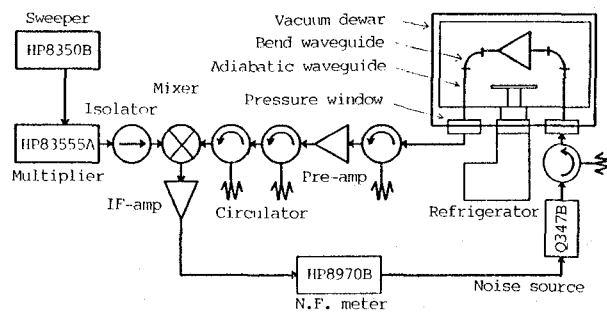 Sweeper
HP8350B
Vacuum dewar
Bend waveguide
Adiabatic waveguide
Mixer
Isolator
Pressure window
HP83555A
Multiplier
Pre-amp
IF-amp
Circulator
Refrigerator
Q347B
HP8970B
Noise source
N.F. meter